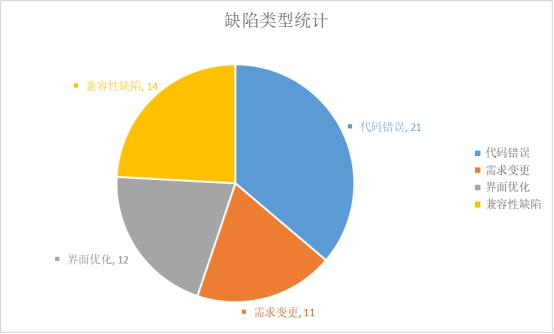 缺陷类型统计
兼容性缺陷, 14
代码错误, 21
代码错误
需求变更
界面优化
兼容性缺陷
界面优化, 12
需求变更, 11